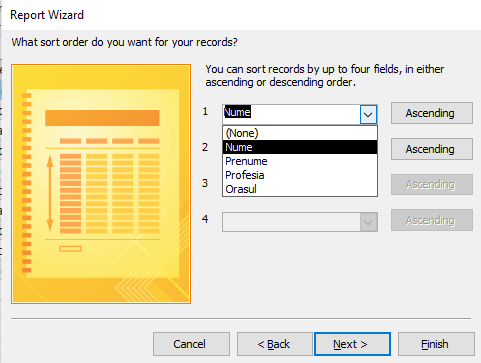 Report Wizard
What sort order do you want for your records?
You can sort records by up to four fields, in either
ascending or descending order.
1 Nume Ascending
(None)
2 Nume Ascending
Prenume
3 Profesia Ascending
Orasul
4 Ascending
Cancel < Back Next > Finish